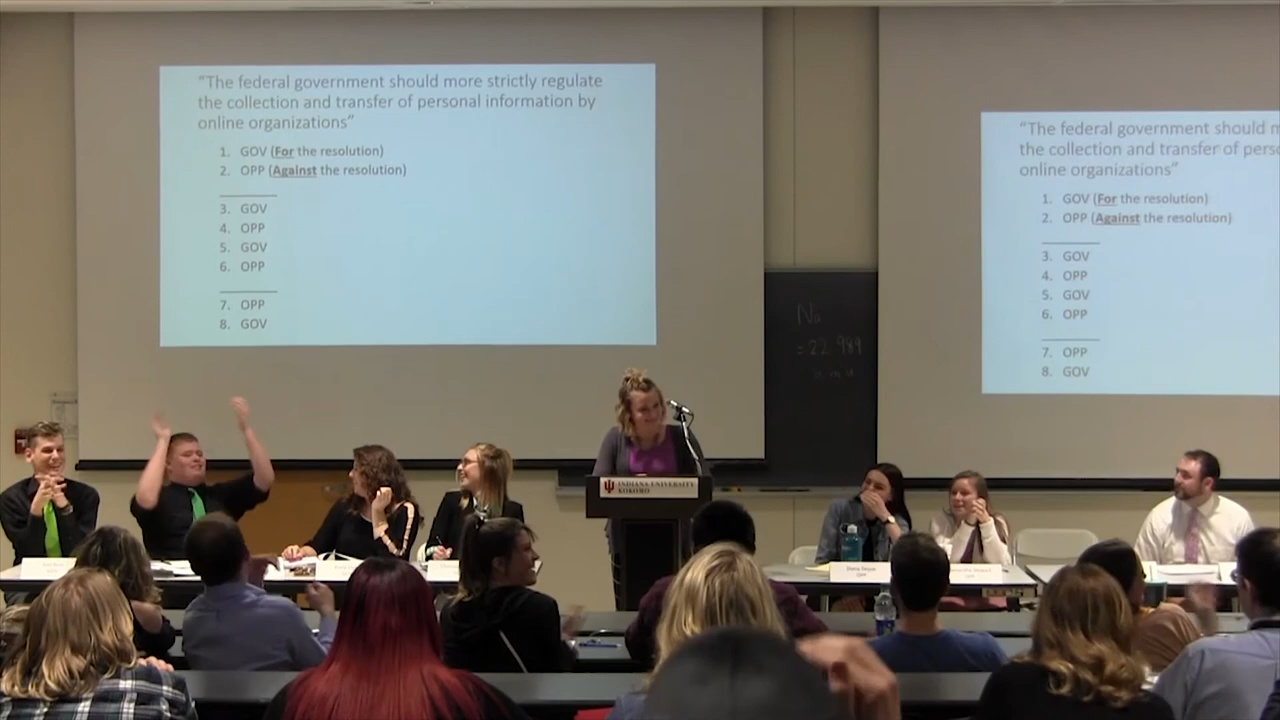 “The federal government should more strictly regulate
the collection and transfer of personal information by
online organizations”
1. GOV (For the resolution)
2. OPP (Against the resolution)
3. GOV
4. OPP
5. GOV
6. OPP
7. OPP
8. GOV
“The federal government should m
the collection and transfer of perso
online organizations”
1. GOV (For the resolution)
2. OPP (Against the resolution)
3. GOV
4. OPP
5. GOV
6. OPP
7. OPP
8. GOV
Na
=22.989
INDIANA UNIVERSITY
KOKOMO
OPP